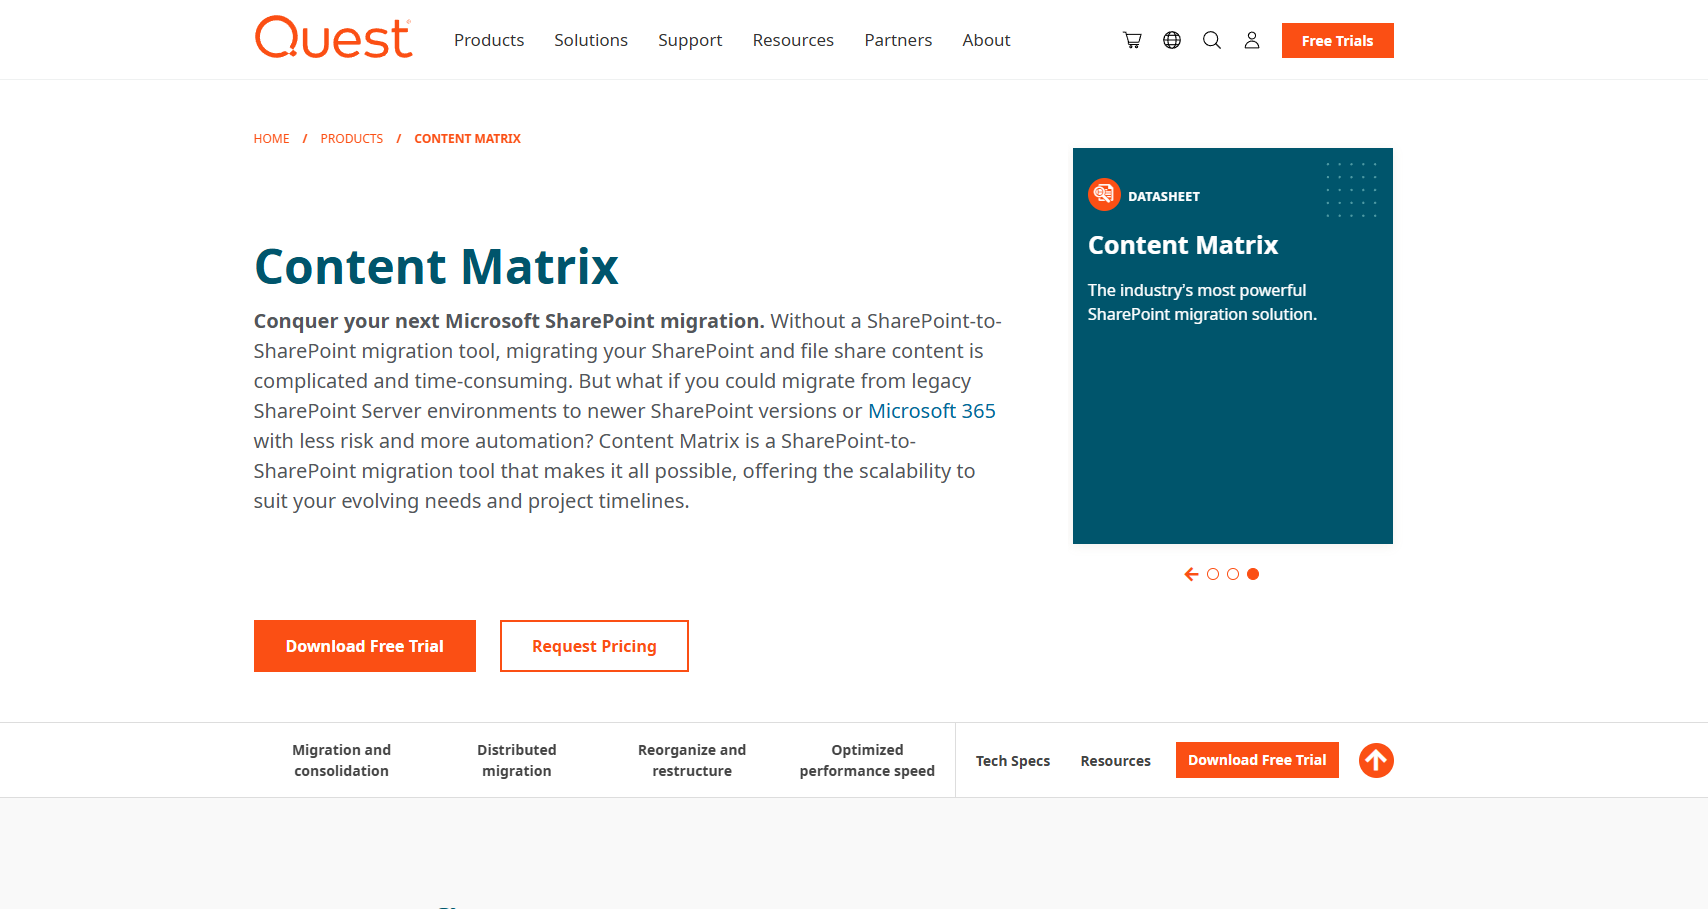 Quest
Products Solutions Support Resources Partners About
Free Trials
HOME / PRODUCTS / CONTENT MATRIX
Content Matrix
Conquer your next Microsoft SharePoint migration. Without a SharePoint-to-
SharePoint migration tool, migrating your SharePoint and file share content is
complicated and time-consuming. But what if you could migrate from legacy
SharePoint Server environments to newer SharePoint versions or Microsoft 365
with less risk and more automation? Content Matrix is a SharePoint-to-
SharePoint migration tool that makes it all possible, offering the scalability to
suit your evolving needs and project timelines.
Download Free Trial
Request Pricing
DATASHEET
Content Matrix
The industry's most powerful
SharePoint migration solution.
Migration and
consolidation
Distributed
migration
Reorganize and
restructure
Optimized
performance speed
Tech Specs
Resources
Download Free Trial